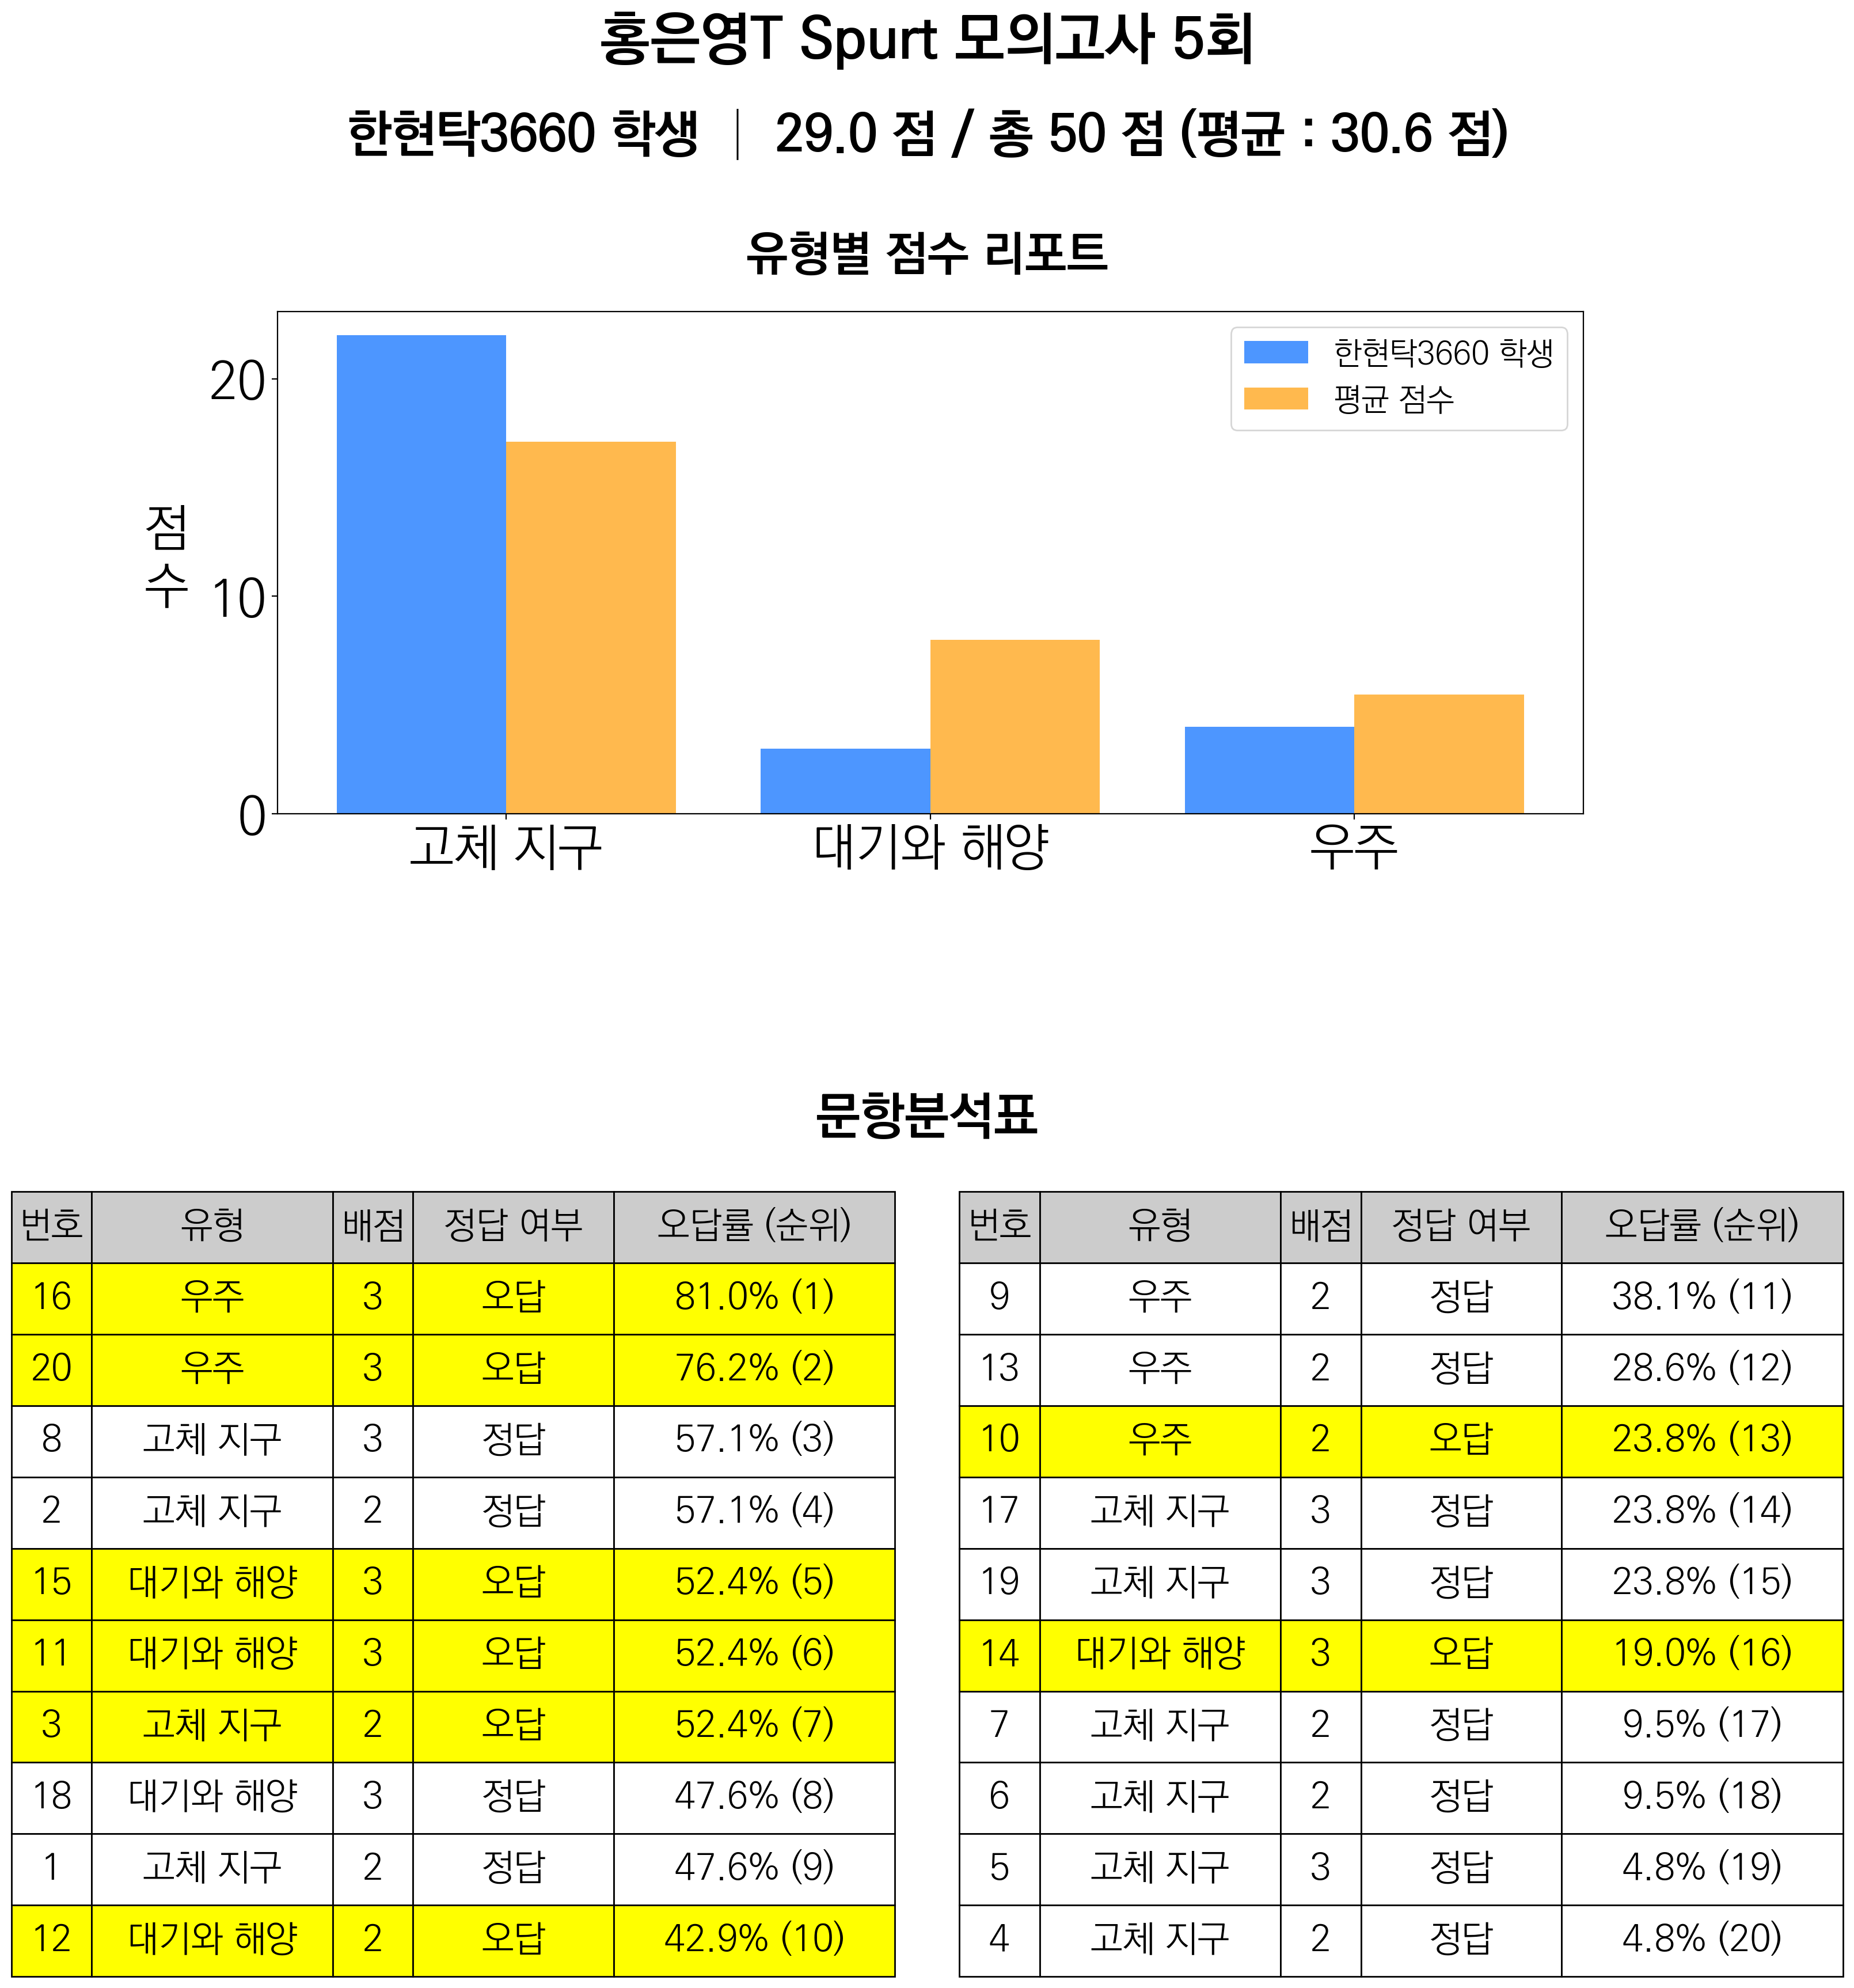 홍은영T Spurt 모의고사 5회
한현탁3660 학생 | 29.0 점 / 총 50 점 (평균 : 30.6 점)
유형별 점수 리포트
한현탁3660 학생
평균 점수
점
수
20
10
0
고체 지구 대기와 해양 우주
문항분석표
번호 유형 배점 정답 여부 오답률 (순위)
16 우주 3 오답 81.0% (1)
20 우주 3 오답 76.2% (2)
8 고체 지구 3 정답 57.1% (3)
2 고체 지구 2 정답 57.1% (4)
15 대기와 해양 3 오답 52.4% (5)
11 대기와 해양 3 오답 52.4% (6)
3 고체 지구 2 오답 52.4% (7)
18 대기와 해양 3 정답 47.6% (8)
1 고체 지구 2 정답 47.6% (9)
12 대기와 해양 2 오답 42.9% (10)
번호 유형 배점 정답 여부 오답률 (순위)
9 우주 2 정답 38.1% (11)
13 우주 2 정답 28.6% (12)
10 우주 2 오답 23.8% (13)
17 고체 지구 3 정답 23.8% (14)
19 고체 지구 3 정답 23.8% (15)
14 대기와 해양 3 오답 19.0% (16)
7 고체 지구 2 정답 9.5% (17)
6 고체 지구 2 정답 9.5% (18)
5 고체 지구 3 정답 4.8% (19)
4 고체 지구 2 정답 4.8% (20)